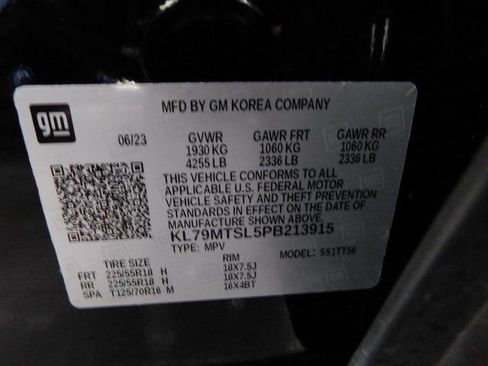 gm
MFD BY GM KOREA COMPANY
06/23 GVWR GAWR FRT GAWR RR
1930 KG 1060 KG 1060 KG
4255 LB 2336 LB 2336 LB
THIS VEHICLE CONFORMS TO ALL
APPLICABLE U.S. FEDERAL MOTOR
VEHICLE SAFETY AND THEFT PREVENTION
STANDARDS IN EFFECT ON THE DATE OF
MANUFACTURE SHOWN ABOVE.
KL79MTSL5PB213915
TYPE: MPV MODEL: 5S1TT56
TIRE SIZE RIM
FRT 225/55R18 H 18X7.5J
RR 225/55R18 H 18X7.5J
SPA T125/70R16 M 16X4BT